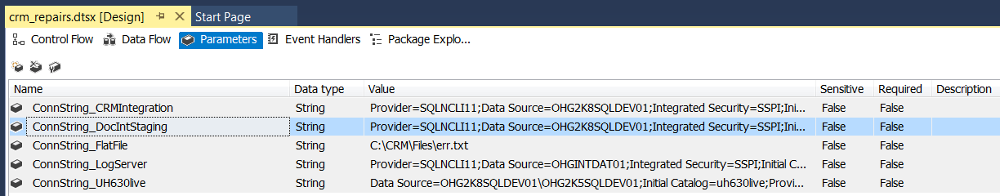 crm_repairs.dtsx [Design] Start Page
Control Flow Data Flow Parameters Event Handlers Package Explo...
Name Data type Value Sensitive Required Description
ConnString_CRMIntegration String Provider=SQLNCLI11;Data Source=OHG2K8SQLDEV01;Integrated Security=SSPI;Ini... False False
ConnString_DocIntStaging String Provider=SQLNCLI11;Data Source=OHG2K8SQLDEV01;Integrated Security=SSPI;Ini... False False
ConnString_FlatFile String C:\CRM\Files\err.txt False False
ConnString_LogServer String Provider=SQLNCLI11;Data Source=OHGINTDAT01;Integrated Security=SSPI;Initial C... False False
ConnString_UH630live String Data Source=OHG2K8SQLDEV01\OHG2K5SQLDEV01;Initial Catalog=uh630live;Provi... False False